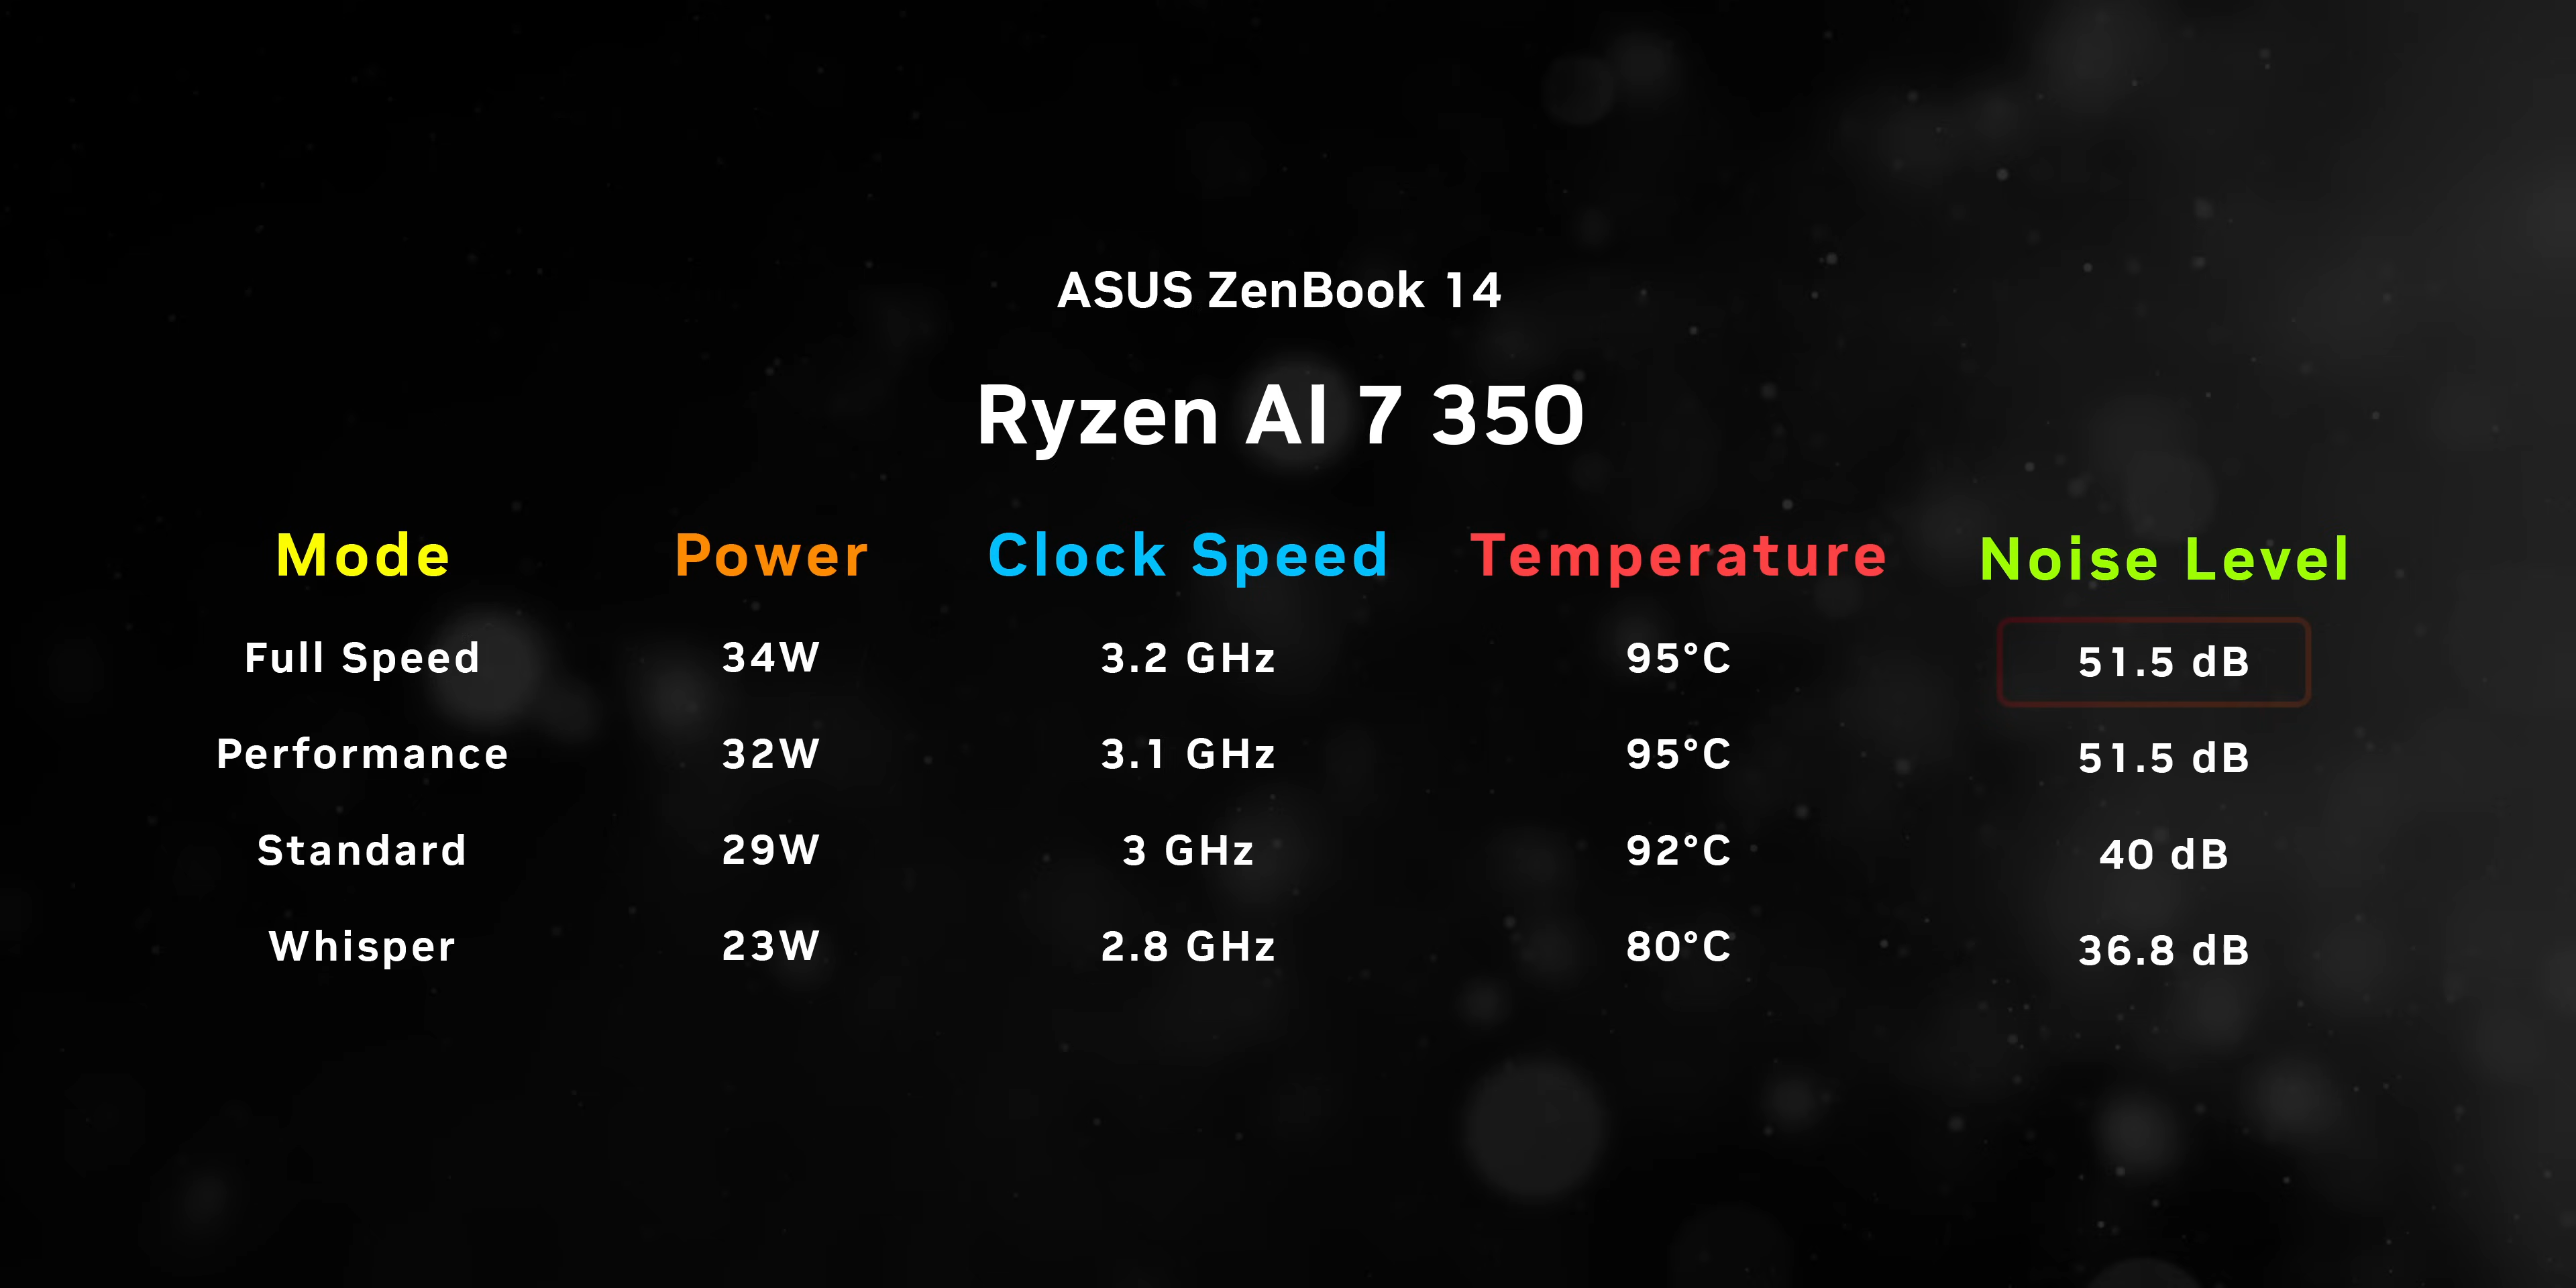 ASUS ZenBook 14
Ryzen AI 7 350
Mode Power Clock Speed Temperature Noise Level
Full Speed 34W 3.2 GHz 95°C 51.5 dB
Performance 32W 3.1 GHz 95°C 51.5 dB
Standard 29W 3 GHz 92°C 40 dB
Whisper 23W 2.8 GHz 80°C 36.8 dB